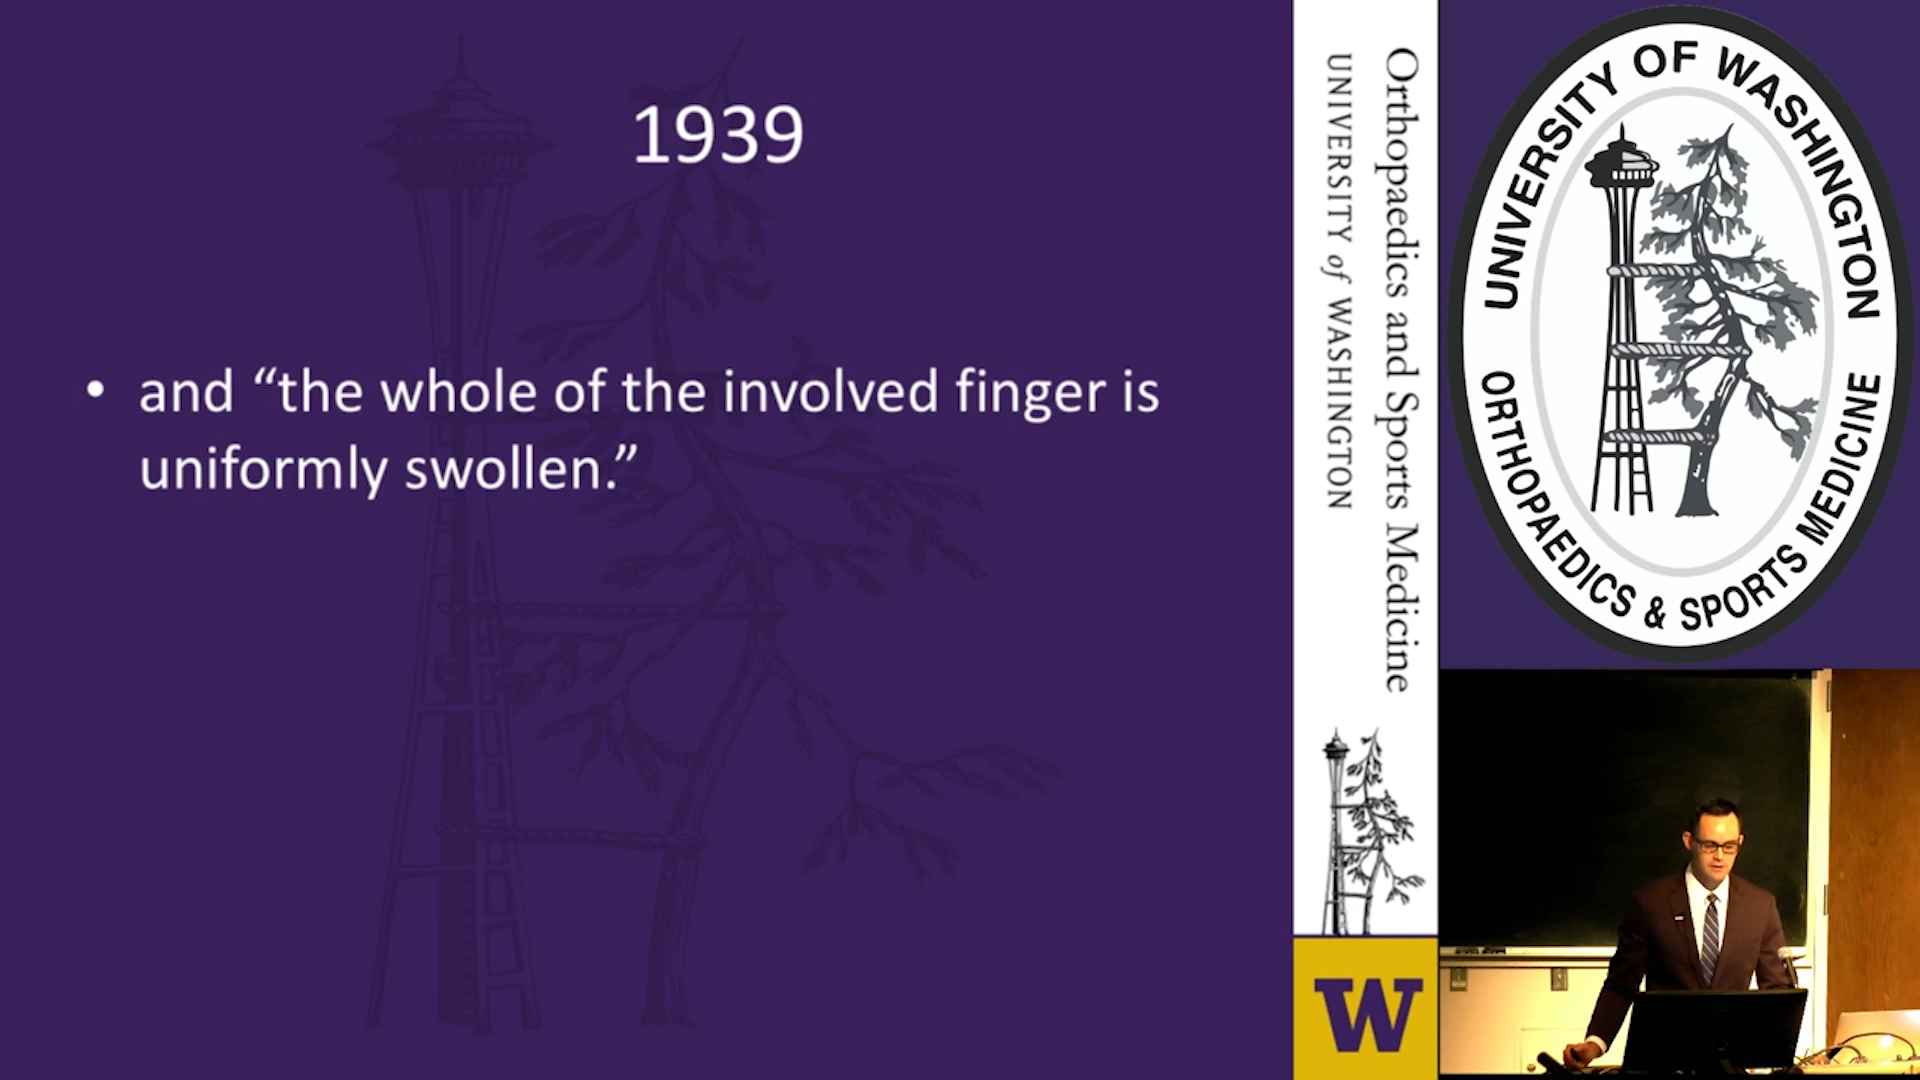 1939
• and “the whole of the involved finger is
uniformly swollen.”
Orthopaedics and Sports Medicine
UNIVERSITY of WASHINGTON
W
UNIVERSITY OF WASHINGTON
ORTHOPAEDICS & SPORTS MEDICINE